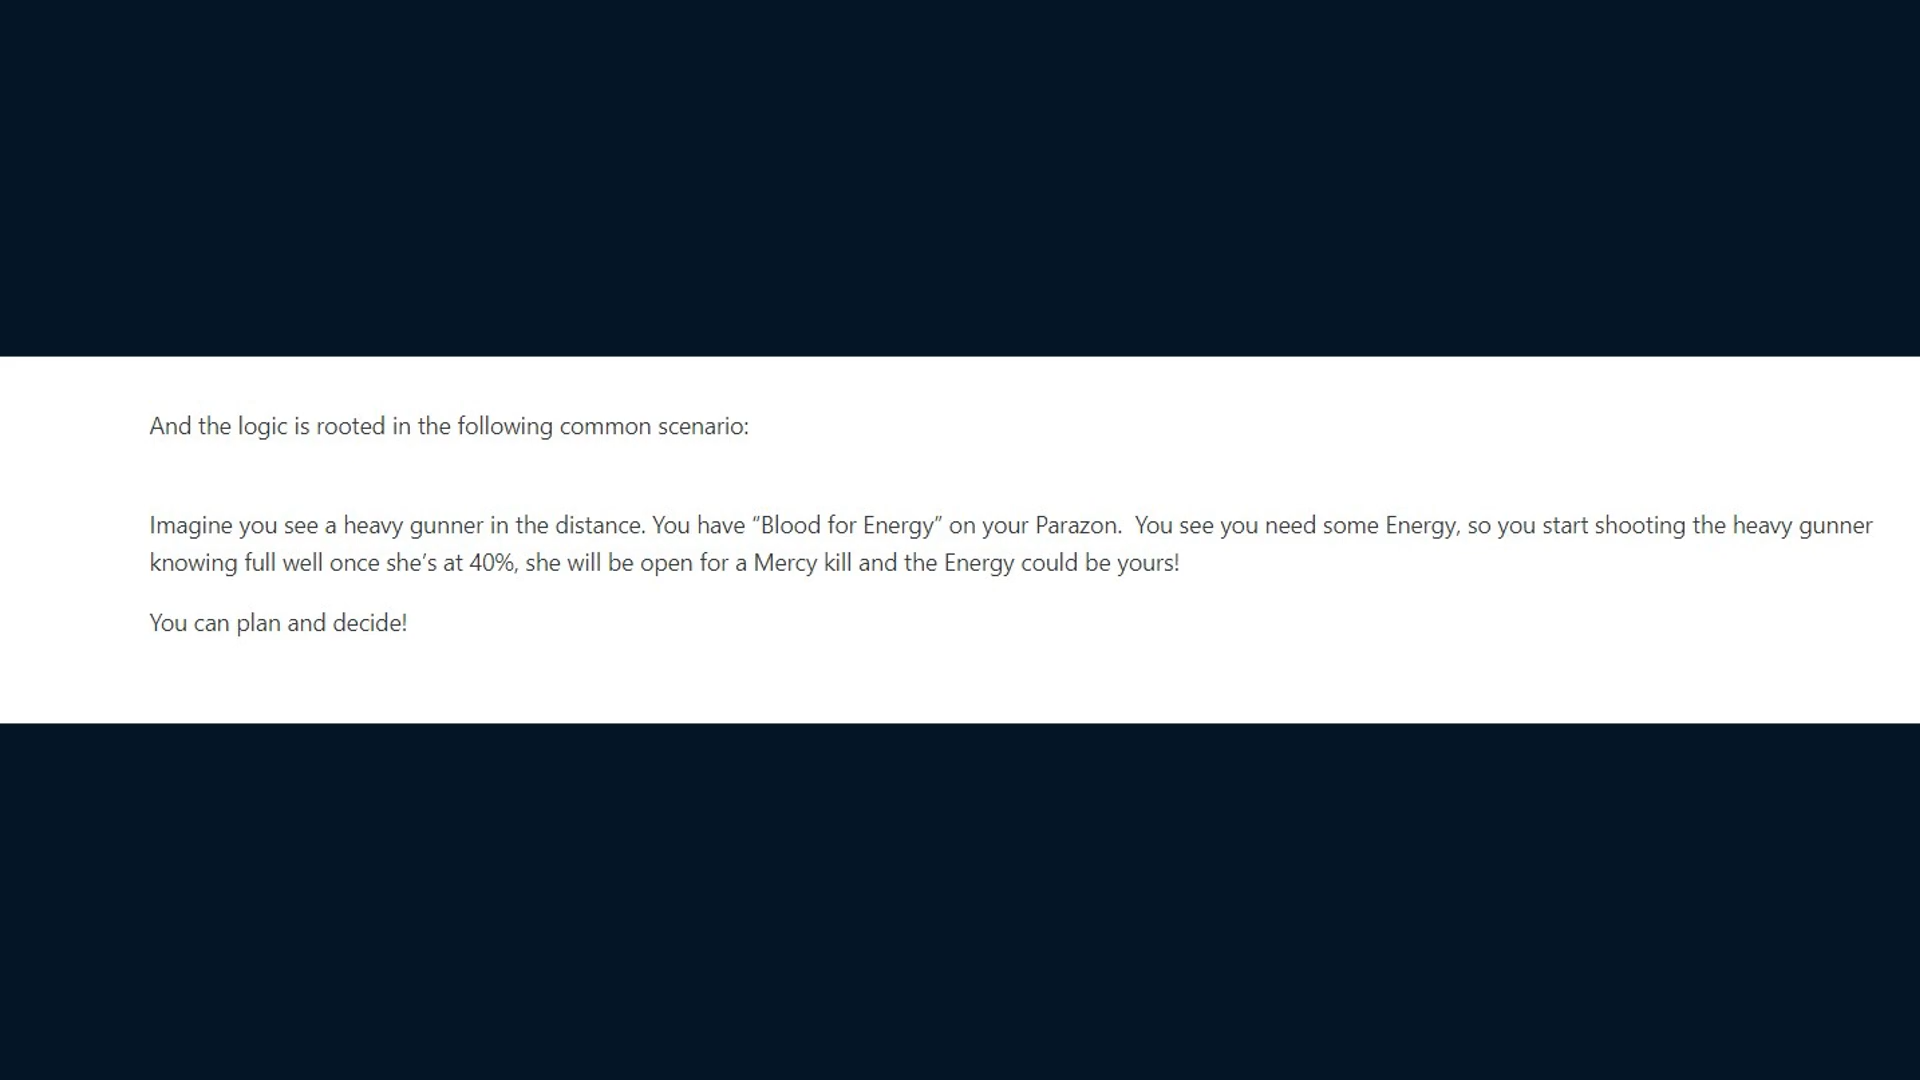 And the logic is rooted in the following common scenario:
Imagine you see a heavy gunner in the distance. You have “Blood for Energy” on your Parazon.  You see you need some Energy, so you start shooting the heavy gunner
knowing full well once she’s at 40%, she will be open for a Mercy kill and the Energy could be yours!
You can plan and decide!